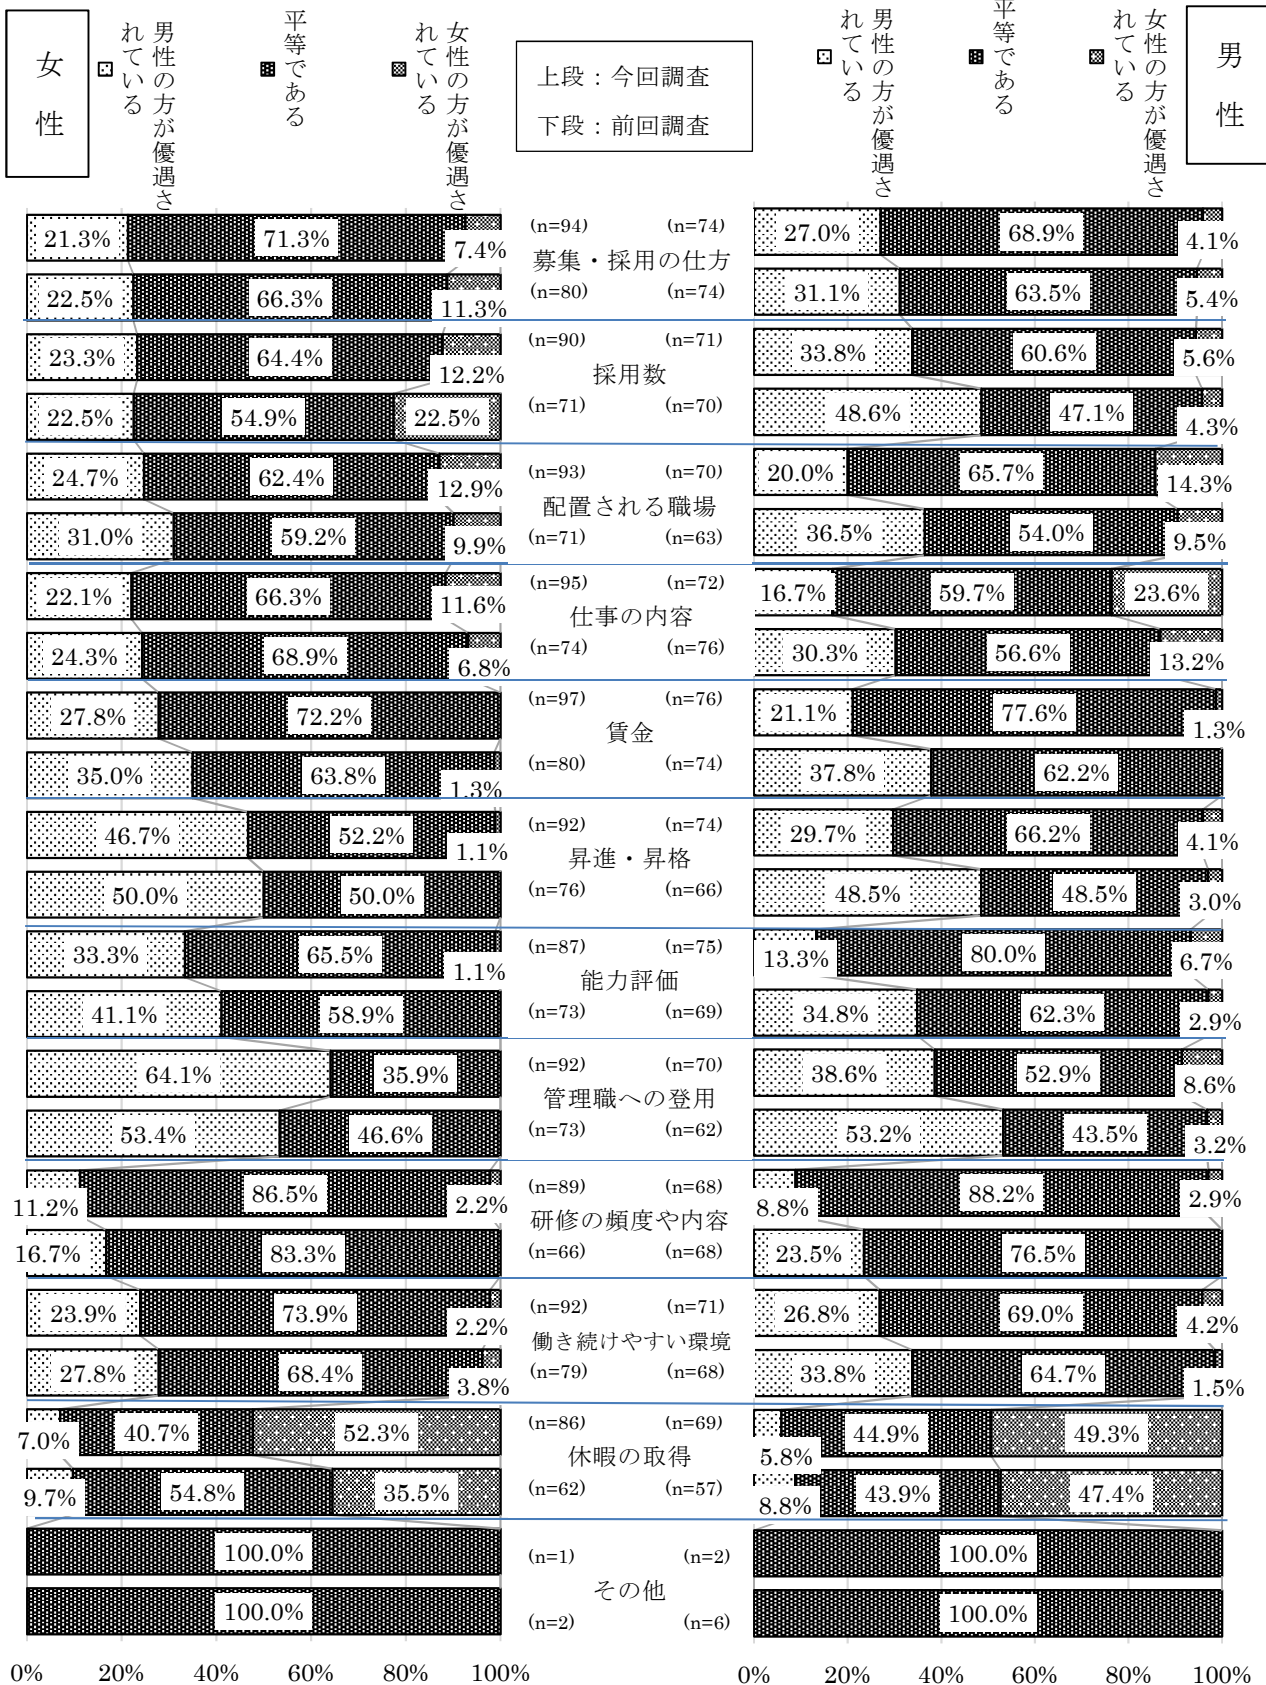 女性
男性の方が優遇さ
れている
平等である
女性の方が優遇さ
れている
上段：今回調査
下段：前回調査
男性の方が優遇さ
れている
平等である
女性の方が優遇さ
れている
男性
21.3% 71.3% 7.4% (n=94) (n=74) 27.0% 68.9% 4.1%
募集・採用の仕方
22.5% 66.3% 11.3% (n=80) (n=74) 31.1% 63.5% 5.4%
23.3% 64.4% 12.2% (n=90) (n=71) 33.8% 60.6% 5.6%
採用数
22.5% 54.9% 22.5% (n=71) (n=70) 48.6% 47.1% 4.3%
24.7% 62.4% 12.9% (n=93) (n=70) 20.0% 65.7% 14.3%
配置される職場
31.0% 59.2% 9.9% (n=71) (n=63) 36.5% 54.0% 9.5%
22.1% 66.3% 11.6% (n=95) (n=72) 16.7% 59.7% 23.6%
仕事の内容
24.3% 68.9% 6.8% (n=74) (n=76) 30.3% 56.6% 13.2%
27.8% 72.2% (n=97) (n=76) 21.1% 77.6% 1.3%
賃金
35.0% 63.8% 1.3% (n=80) (n=74) 37.8% 62.2%
46.7% 52.2% 1.1% (n=92) (n=74) 29.7% 66.2% 4.1%
昇進・昇格
50.0% 50.0% (n=76) (n=66) 48.5% 48.5% 3.0%
33.3% 65.5% 1.1% (n=87) (n=75) 13.3% 80.0% 6.7%
能力評価
41.1% 58.9% (n=73) (n=69) 34.8% 62.3% 2.9%
64.1% 35.9% (n=92) (n=70) 38.6% 52.9% 8.6%
管理職への登用
53.4% 46.6% (n=73) (n=62) 53.2% 43.5% 3.2%
11.2% 86.5% 2.2% (n=89) (n=68) 8.8% 88.2% 2.9%
研修の頻度や内容
16.7% 83.3% (n=66) (n=68) 23.5% 76.5%
23.9% 73.9% 2.2% (n=92) (n=71) 26.8% 69.0% 4.2%
働き続けやすい環境
27.8% 68.4% 3.8% (n=79) (n=68) 33.8% 64.7% 1.5%
7.0% 40.7% 52.3% (n=86) (n=69) 5.8% 44.9% 49.3%
休暇の取得
9.7% 54.8% 35.5% (n=62) (n=57) 8.8% 43.9% 47.4%
100.0% (n=1) (n=2) 100.0%
その他
100.0% (n=2) (n=6) 100.0%
0% 20% 40% 60% 80% 100% 0% 20% 40% 60% 80% 100%